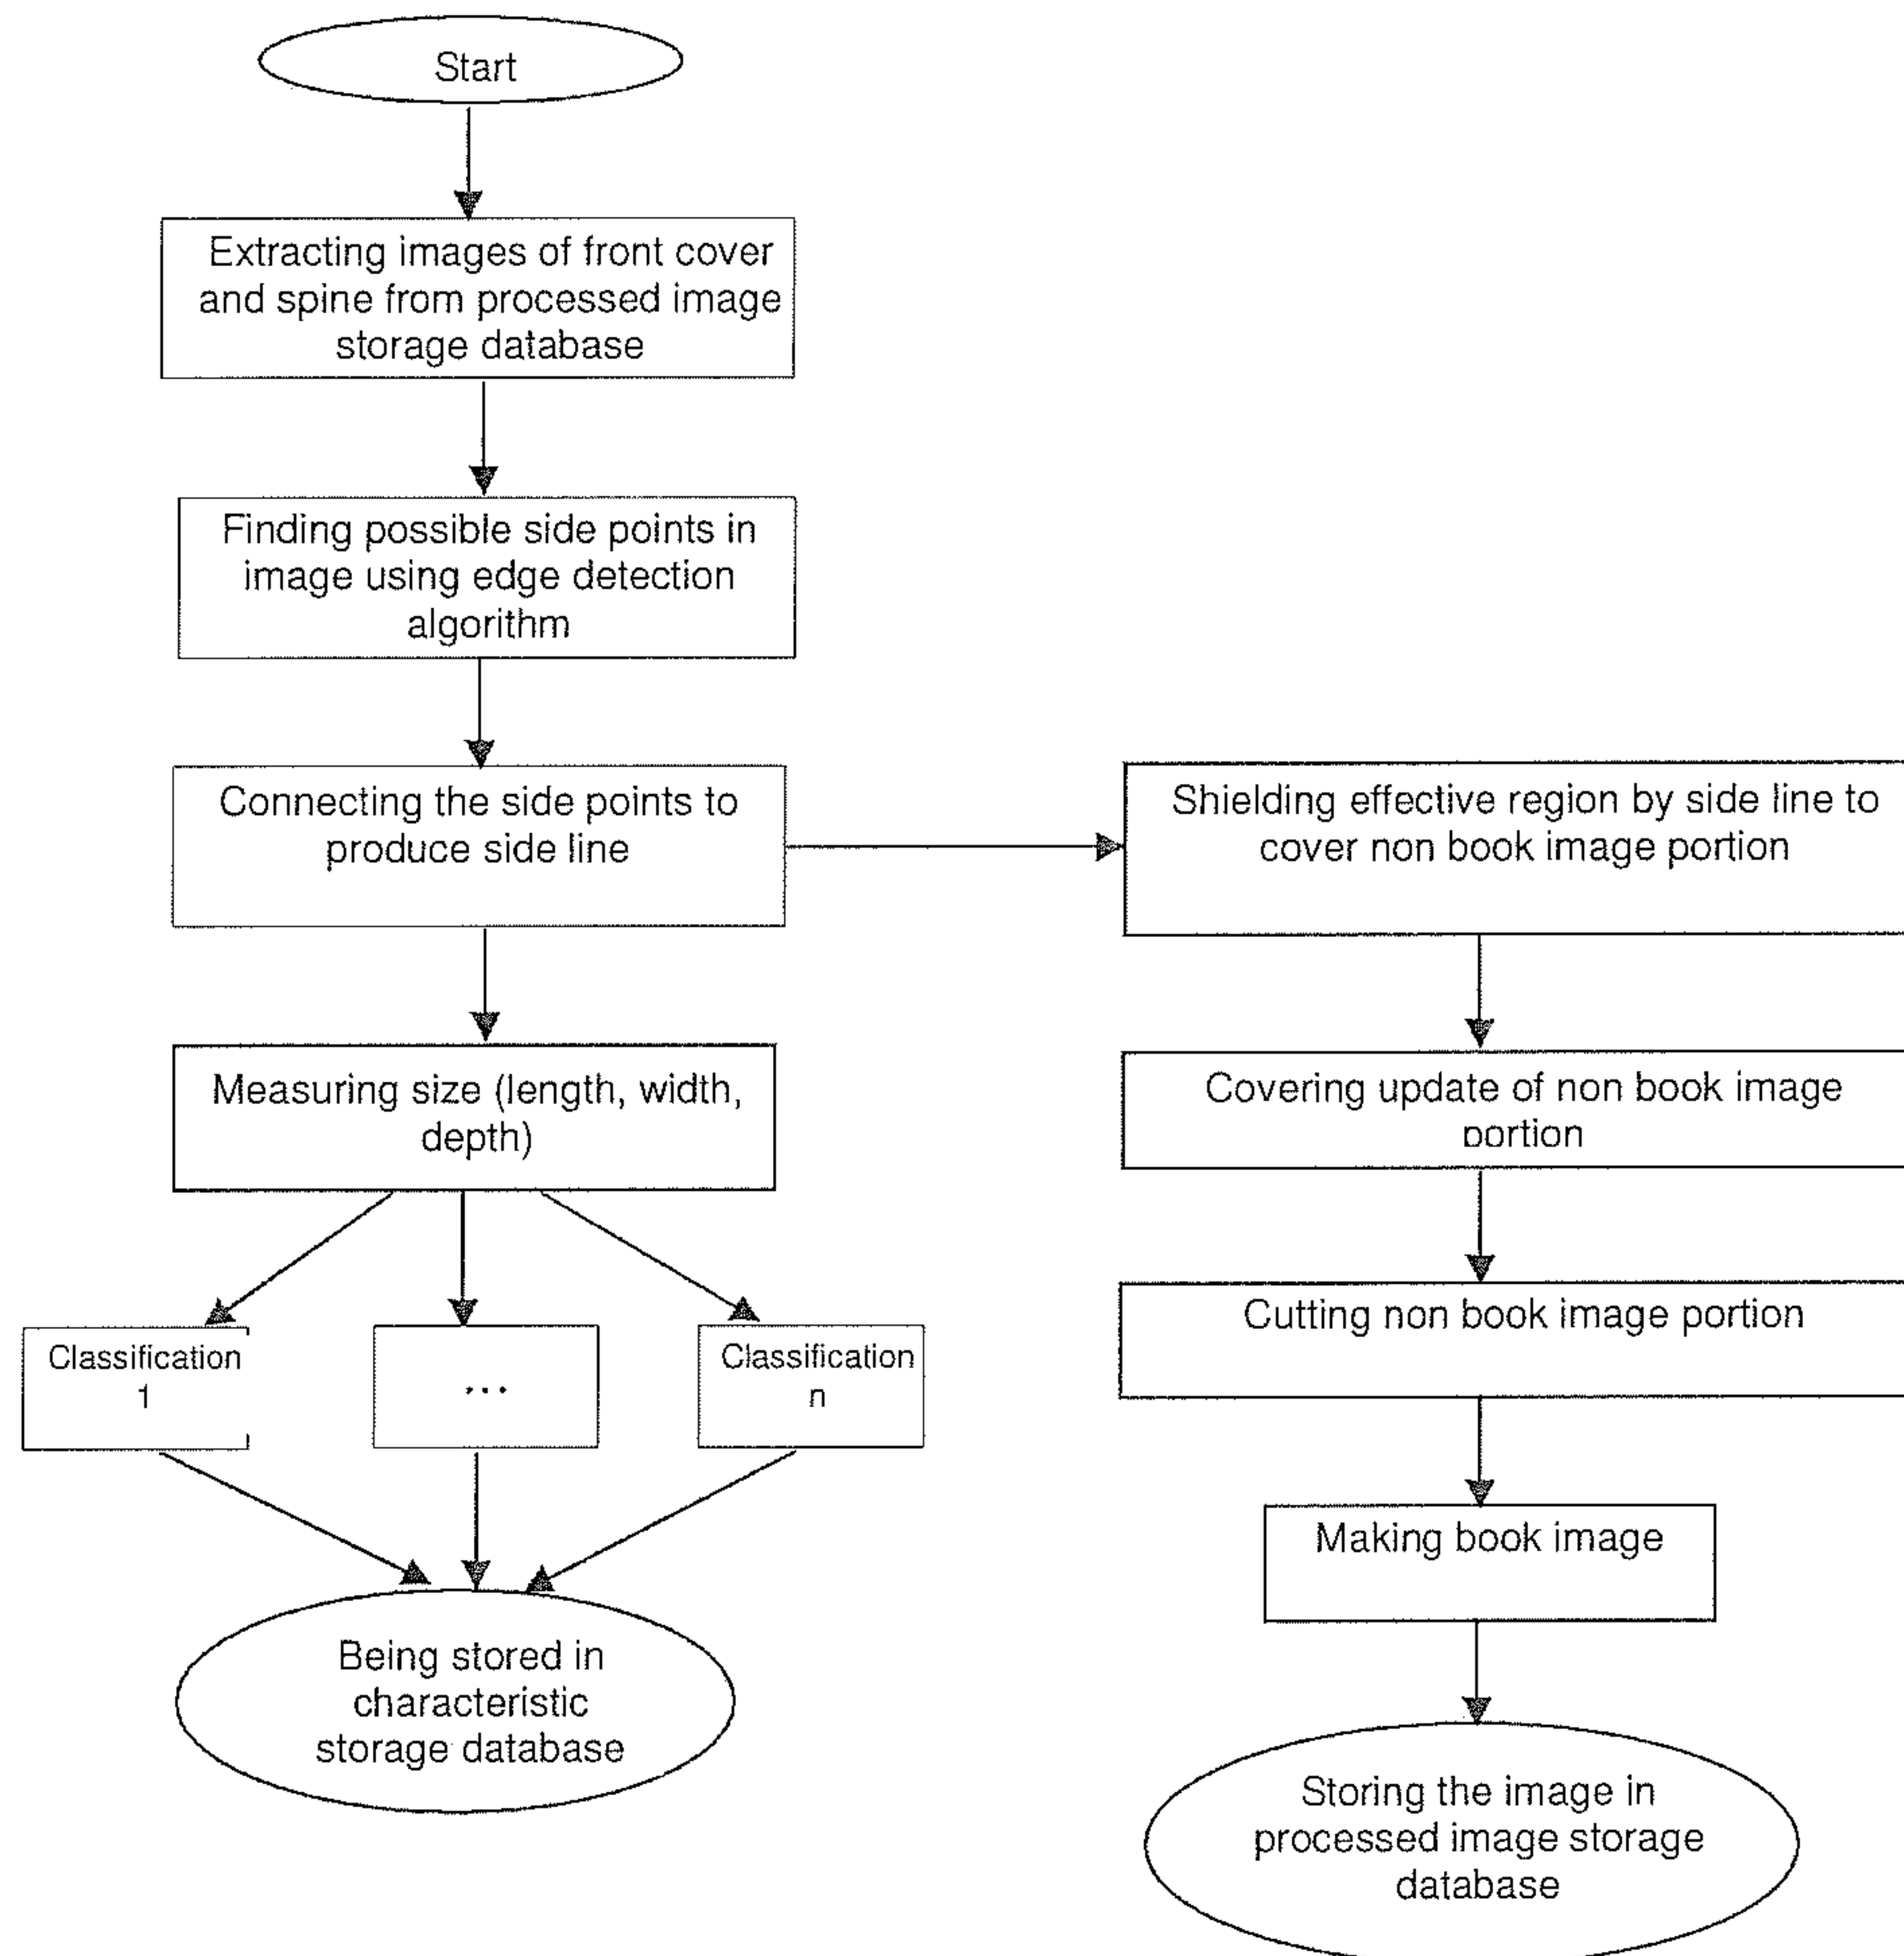 Start
Extracting images of front cover
and spine from processed image
storage database
Finding possible side points in
image using edge detection
algorithm
Connecting the side points to
produce side line
Shielding effective region by side line to
cover non book image portion
Measuring size (length, width,
depth)
Covering update of non book image
portion
Cutting non book image portion
Classification
1
...
Classification
n
Making book image
Being stored in
characteristic
storage database
Storing the image in
processed image storage
database